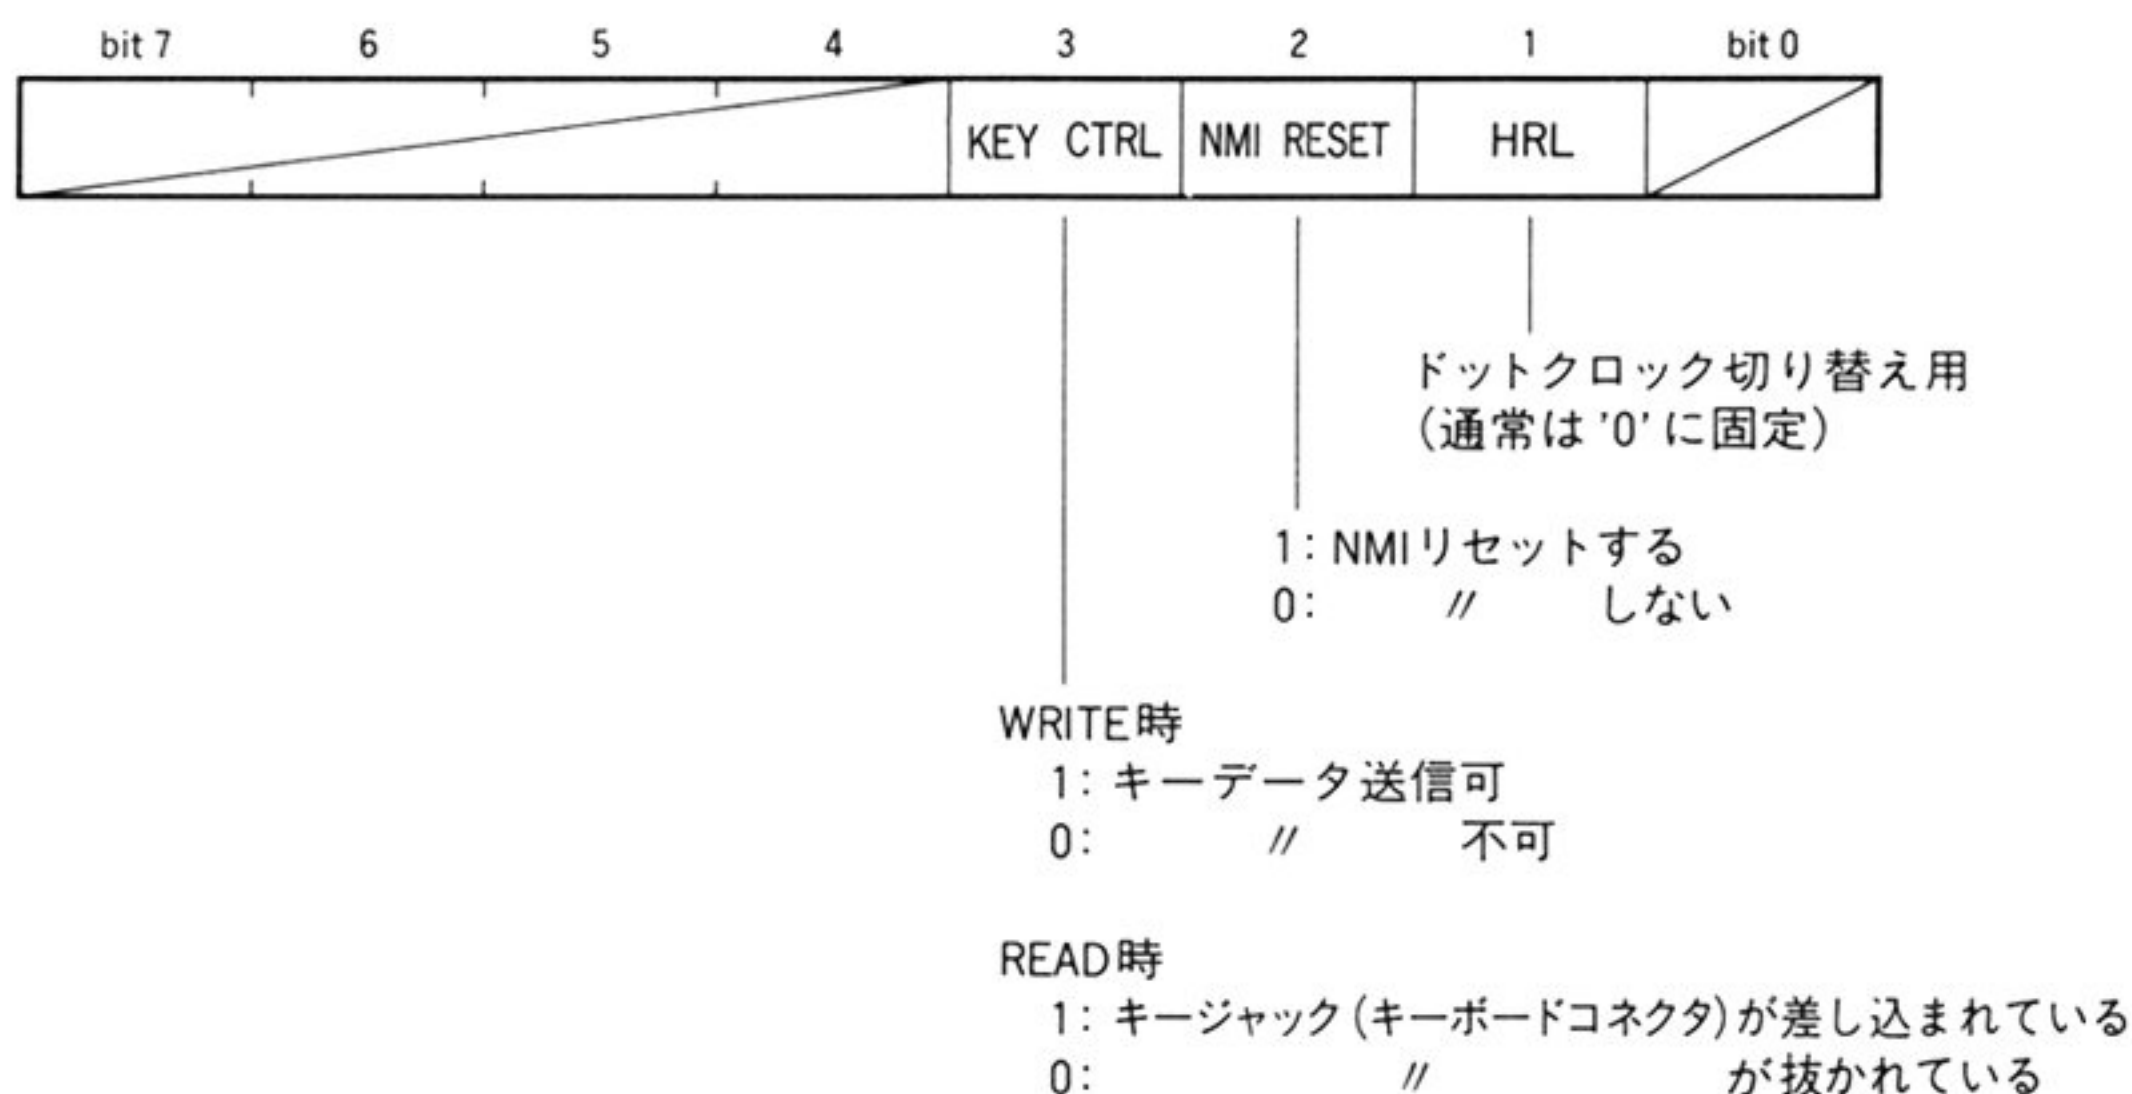 bit 7 6 5 4 3 2 1 bit 0
KEY CTRL NMI RESET HRL
ドットクロック切り替え用
(通常は '0' に固定)
1: NMIリセットする
0: 〃 しない
WRITE時
1: キーデータ送信可
0: 〃 不可
READ時
1: キージャック (キーボードコネクタ) が差し込まれている
0: 〃 が抜かれている